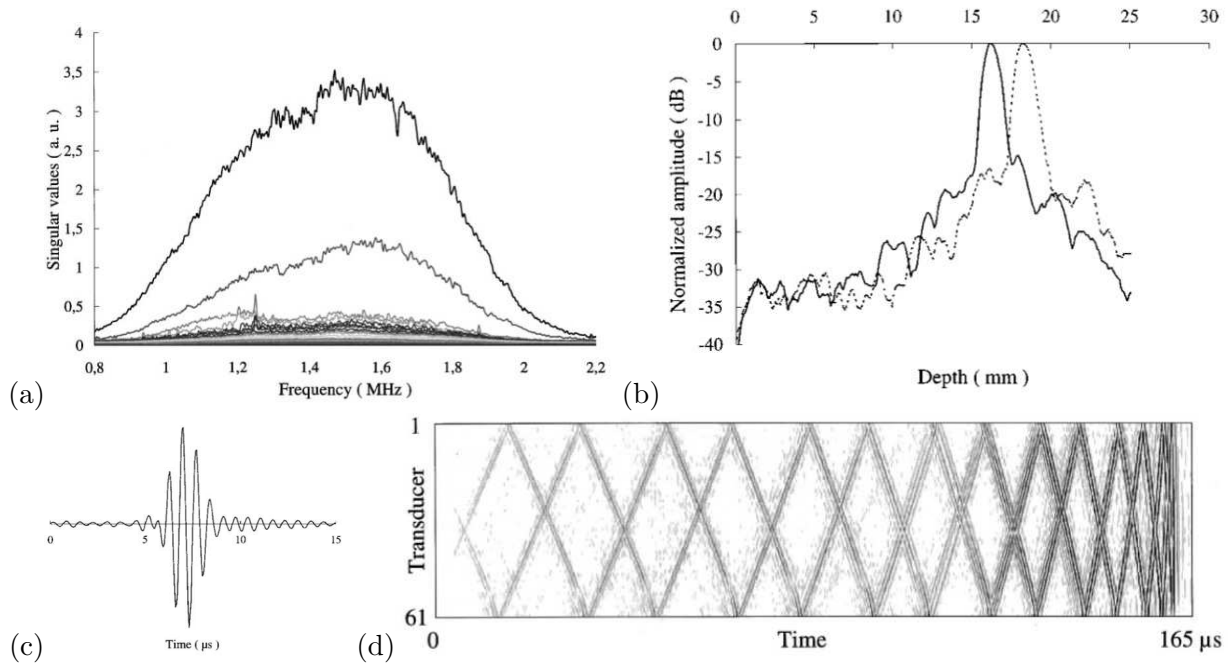 4
3,5
3
2,5
2
1,5
1
0,5
0
Singular values ( a. u. )
0,8 1 1,2 1,4 1,6 1,8 2 2,2
Frequency ( MHz )
(a)
0 5 10 15 20 25 30
0
-5
-10
-15
-20
-25
-30
-35
-40
Normalized amplitude ( dB )
Depth ( mm )
(b)
0 5 10 15
Time ( µs )
(c)
1
Transducer
61
0 Time 165 µs
(d)